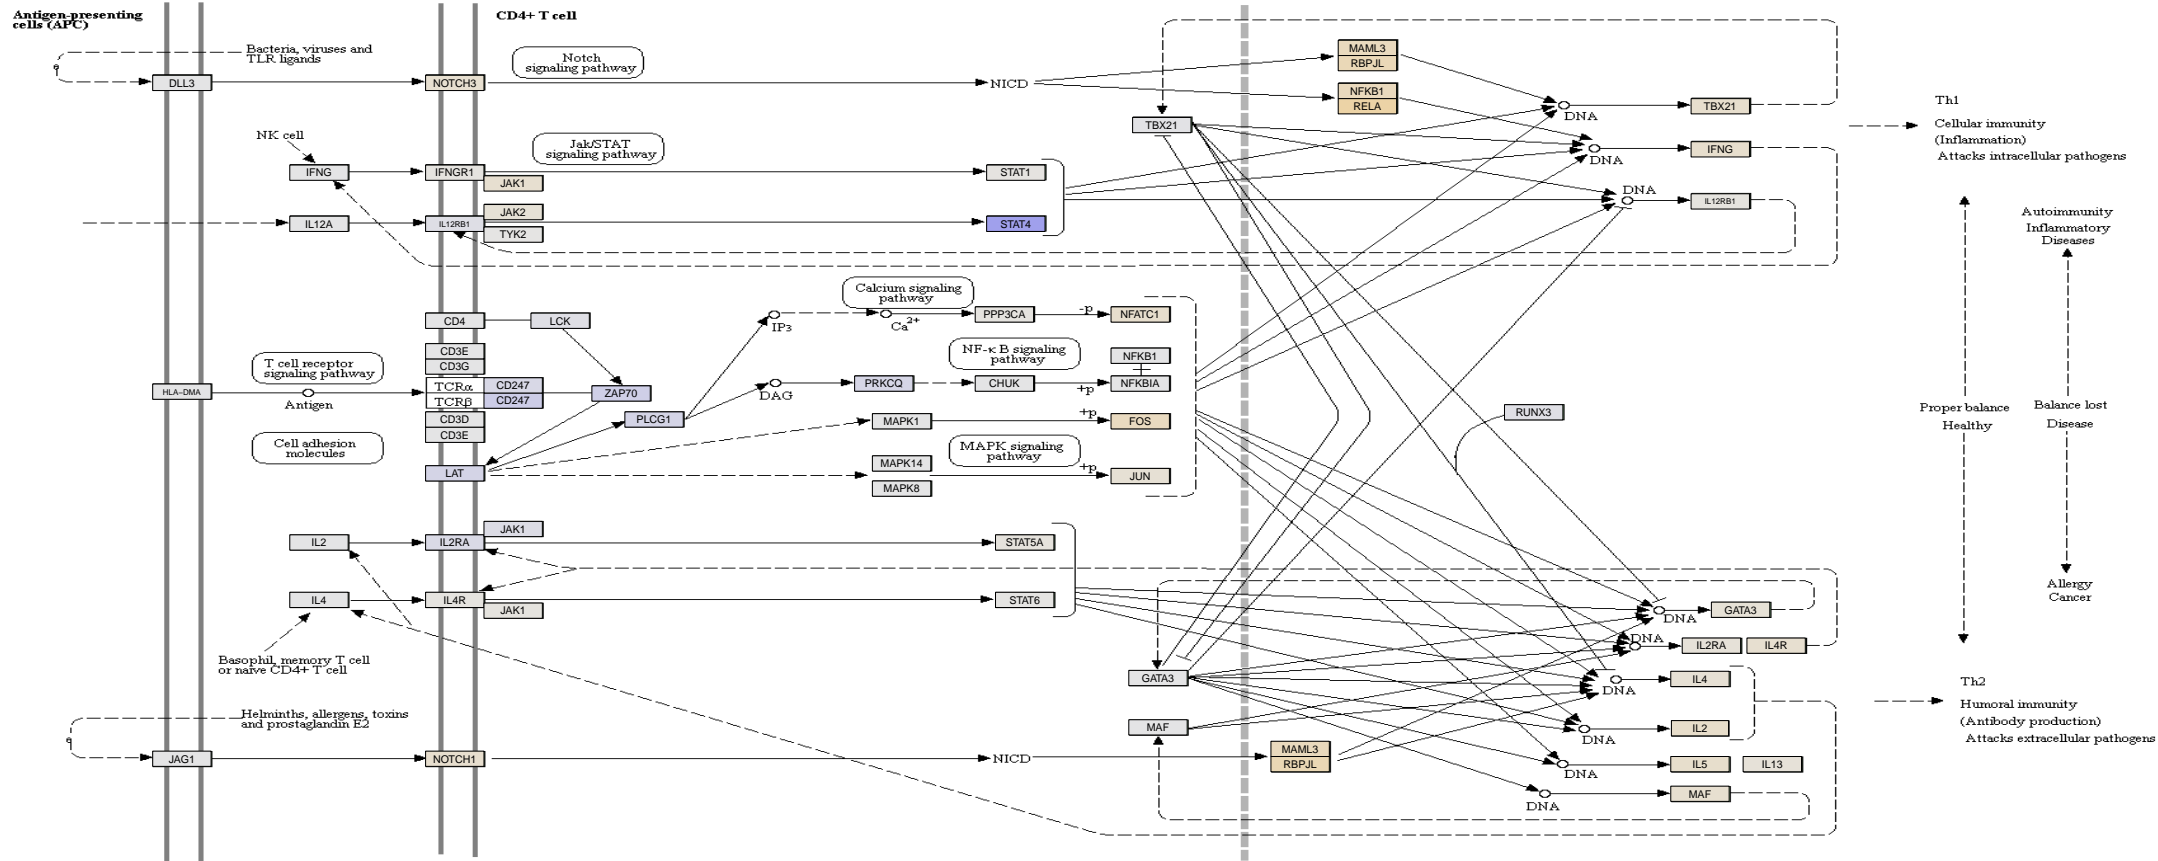 Antigen-presenting
cells (APC)
CD4+ T cell
Bacteria, viruses and
TLR ligands
Notch
signaling pathway
DLL3
NOTCH3
NICD
MAML3
RBPJL
NFKB1
RELA
TBX21
DNA
TBX21
Th1
Cellular immunity
(Inflammation)
Attacks intracellular pathogens
NK cell
Jak/STAT
signaling pathway
IFNG
IFNGR1
JAK1
STAT1
DNA
IFNG
IL12A
IL12RB1
JAK2
TYK2
STAT4
DNA
IL12RB1
Autoimmunity
Inflammatory
Diseases
Calcium signaling
pathway
CD4
LCK
IP3
Ca2+
PPP3CA
-p
NFATC1
CD3E
CD3G
T cell receptor
signaling pathway
NF-κ B signaling
pathway
NFKB1
HLA-DMA
Antigen
TCRα
CD247
TCRβ
CD247
ZAP70
DAG
PRKCQ
CHUK
+p
NFKBIA
CD3D
CD3E
PLCG1
MAPK1
+p
FOS
RUNX3
Proper balance
Healthy
Balance lost
Disease
Cell adhesion
molecules
LAT
MAPK14
MAPK8
MAPK signaling
pathway
+p
JUN
IL2
IL2RA
JAK1
STAT5A
IL4
IL4R
JAK1
STAT6
DNA
GATA3
Allergy
Cancer
DNA
IL2RA
IL4R
Basophil, memory T cell
or naive CD4+ T cell
GATA3
DNA
IL4
Th2
Humoral immunity
(Antibody production)
Attacks extracellular pathogens
Helminths, allergens, toxins
and prostaglandin E2
MAF
DNA
IL2
JAG1
NOTCH1
NICD
MAML3
RBPJL
DNA
IL5
IL13
DNA
MAF